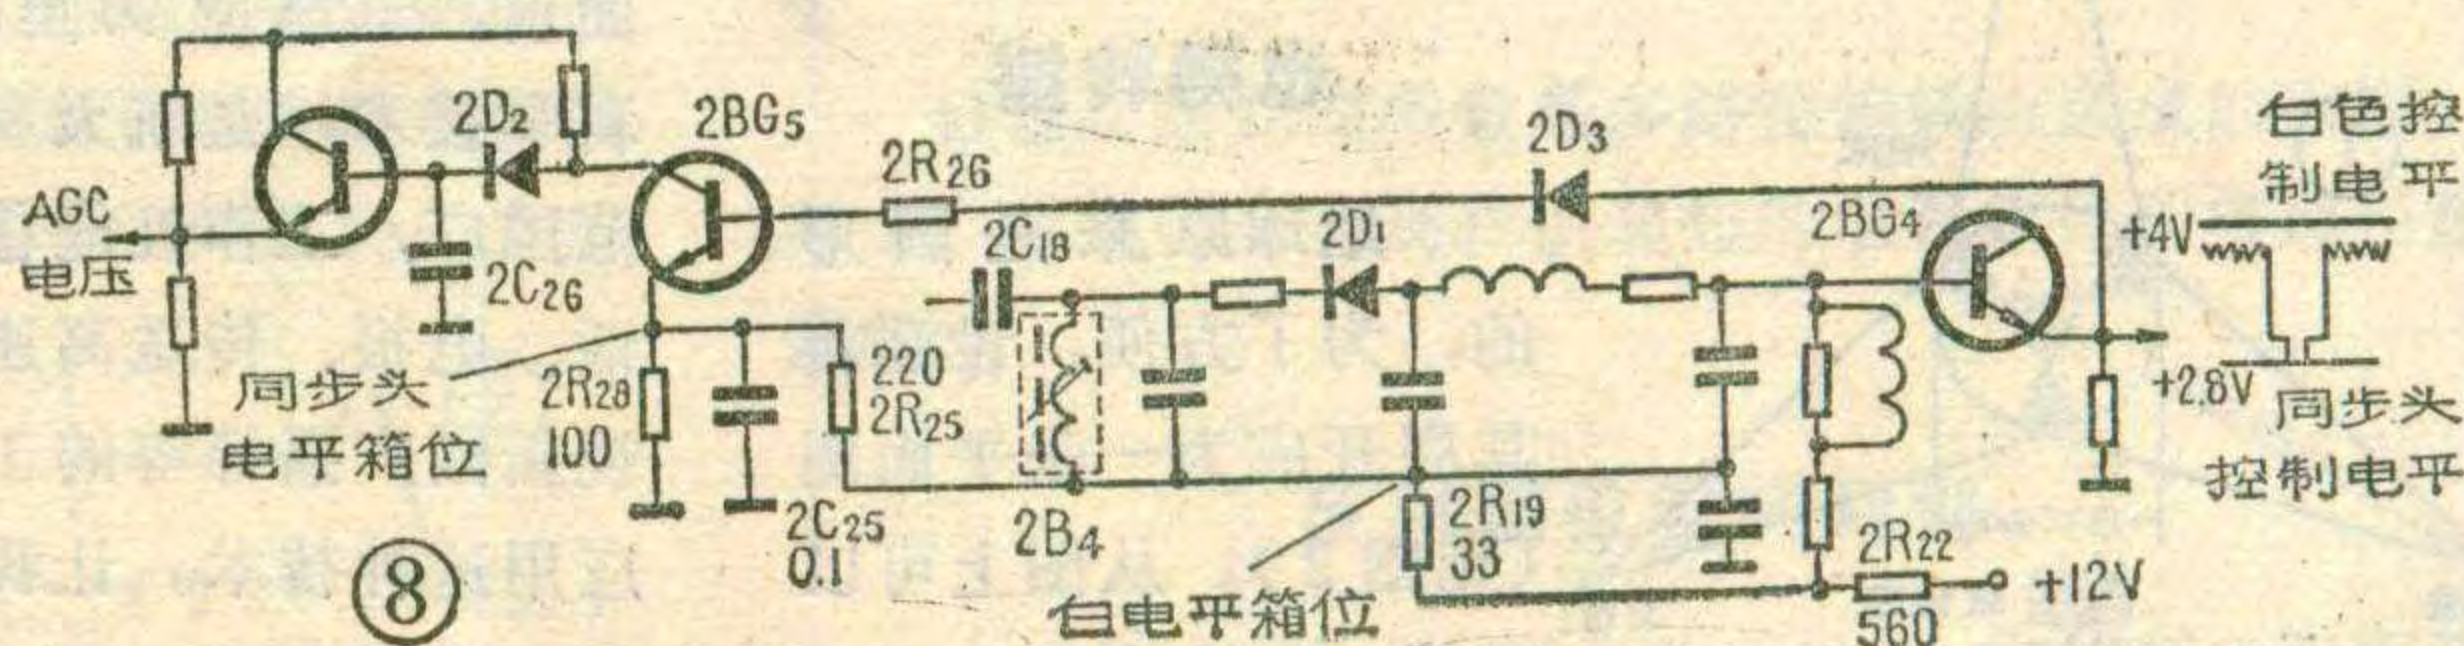 2D₂
2BG₅
2R₂₆
2D₃
白色控
制电平
AGC
电压
2C₂₆
2C₁₈
2D₁
2BG₄
+4V
同步头
电平箝位
2R₂₈
100
220
2R₂₅
+2.8V
同步头
控制电平
2C₂₅
0.1
2B₄
2R₁₉
33
2R₂₂
560
+12V
白电平箝位
⑧